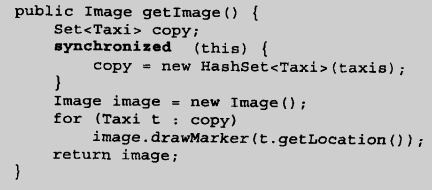 public Image getImage() {
    Set<Taxi> copy;
    synchronized (this) {
        copy = new HashSet<Taxi>(taxis);
    }
    Image image = new Image();
    for (Taxi t : copy)
        image.drawMarker(t.getLocation());
    return image;
}